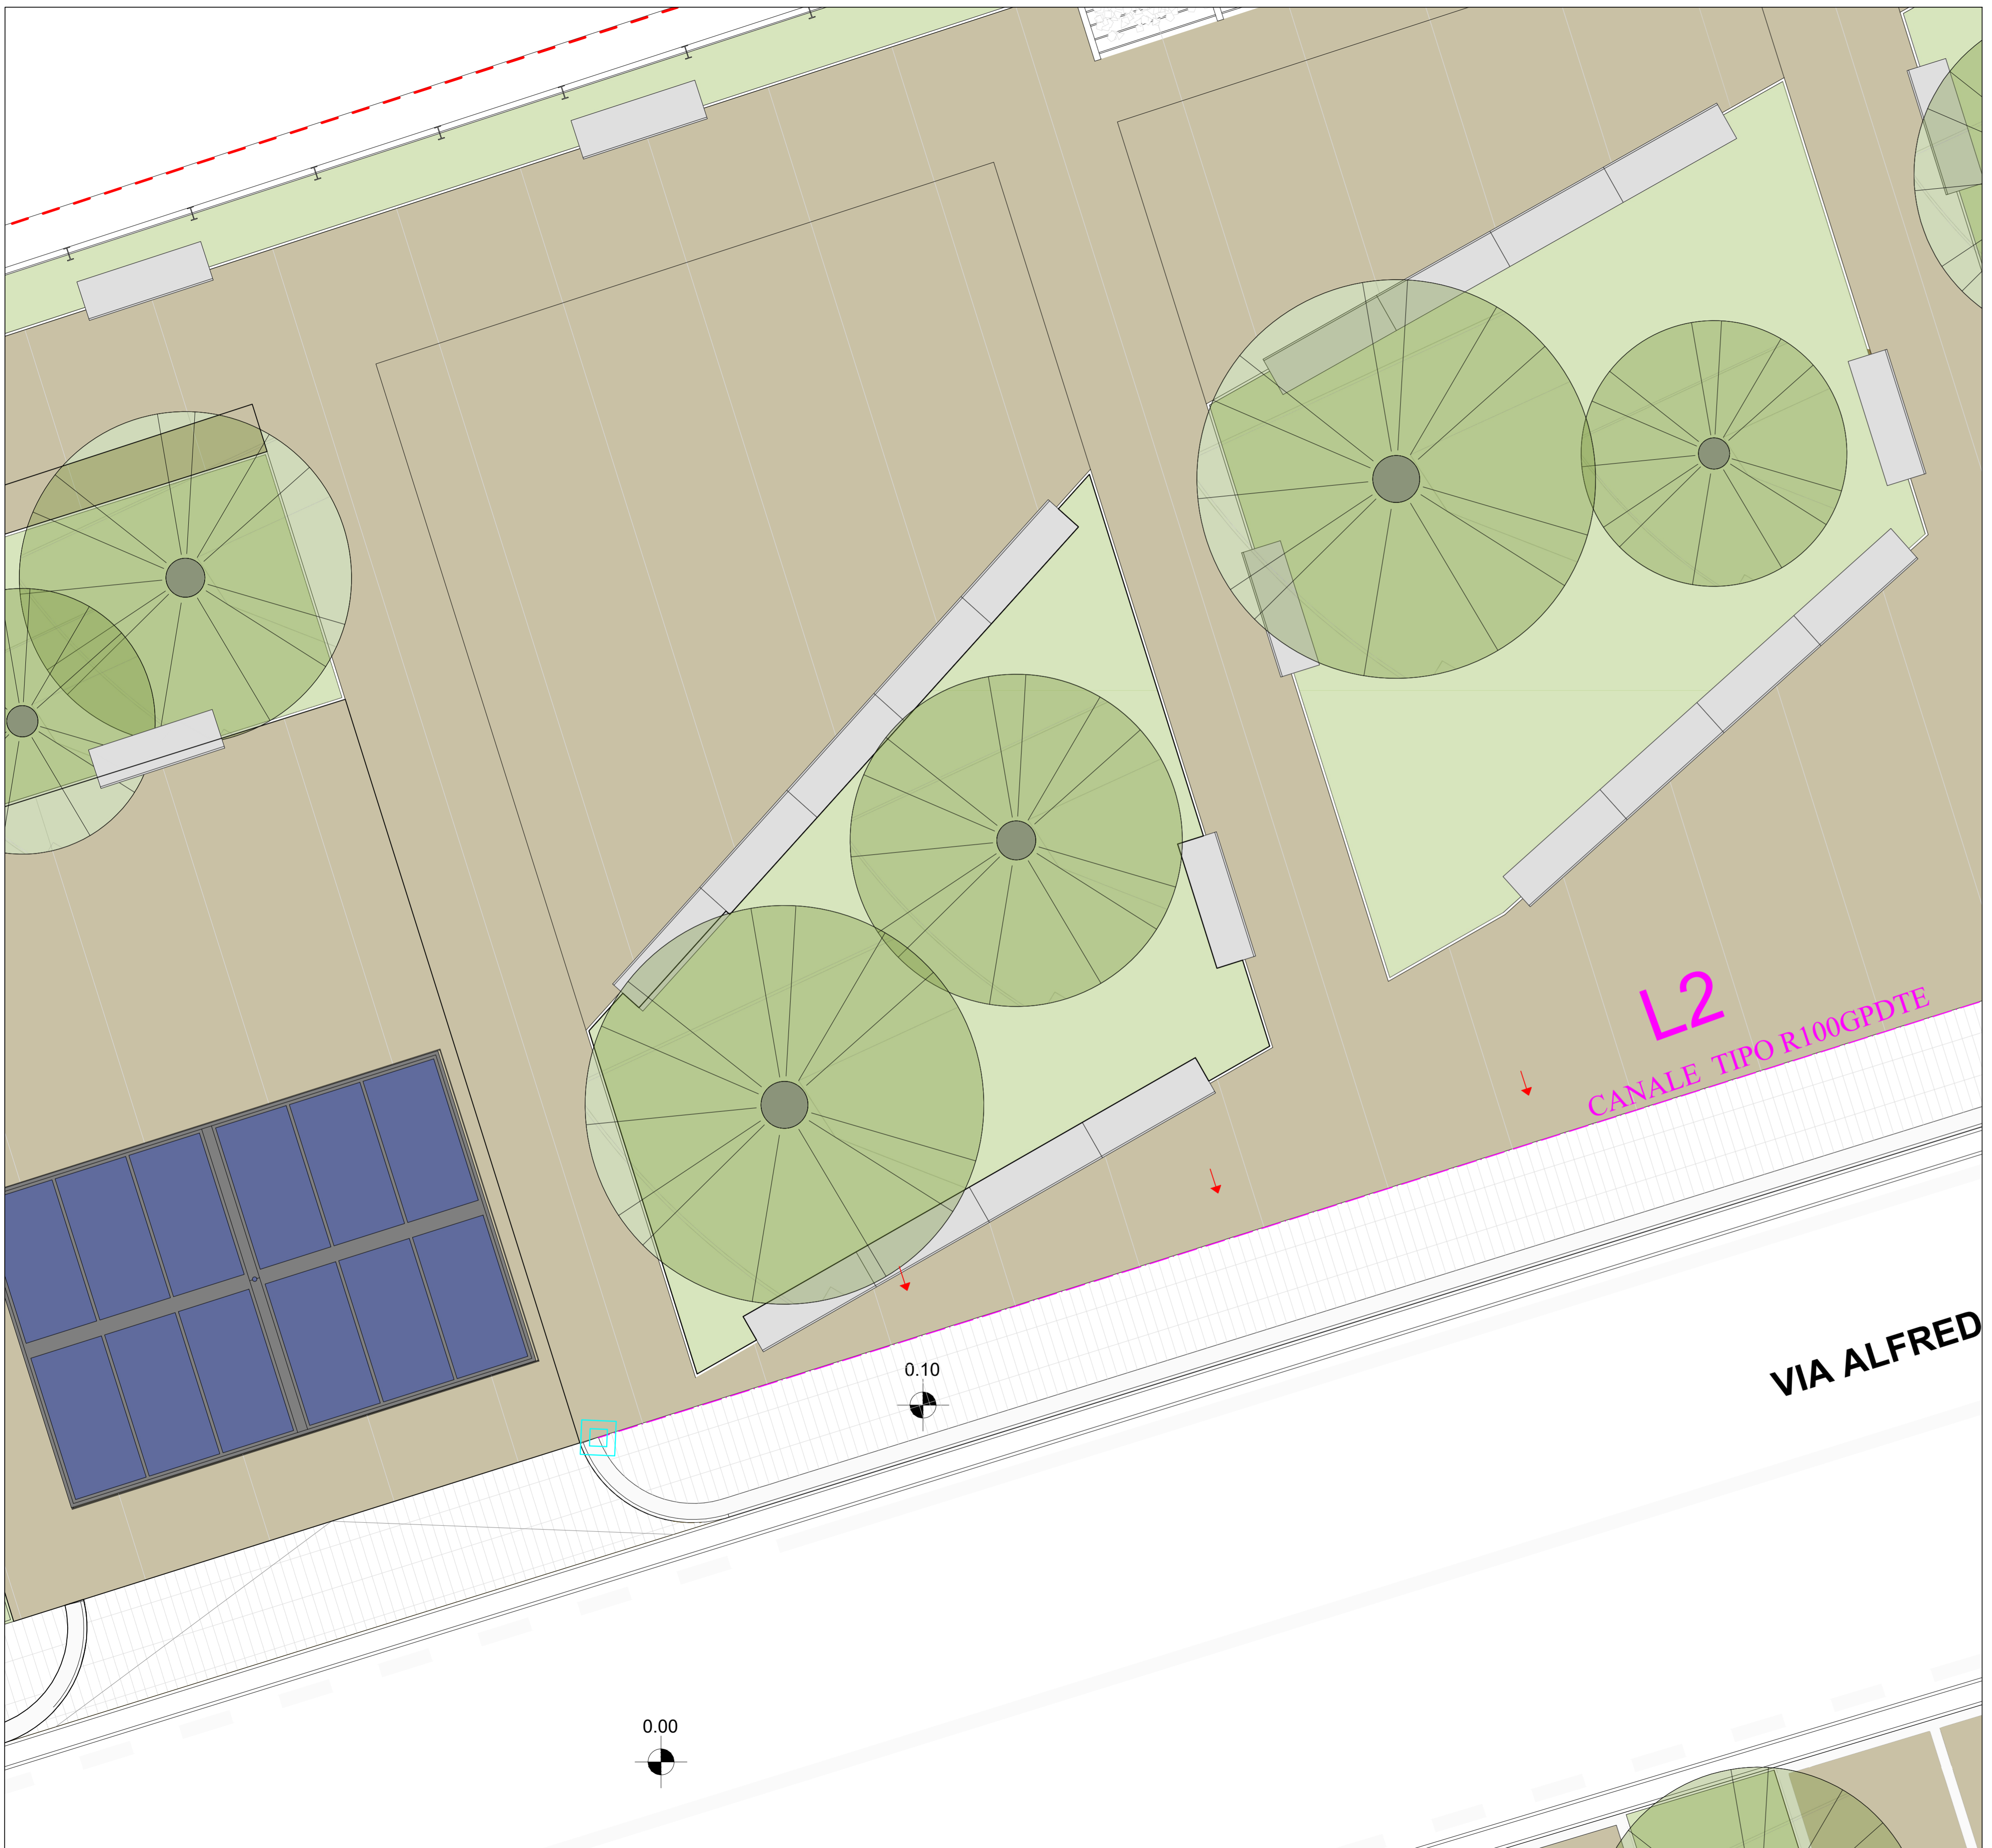 L2
CANALE TIPO R100GPDTE
VIA ALFRED
0.10
0.00